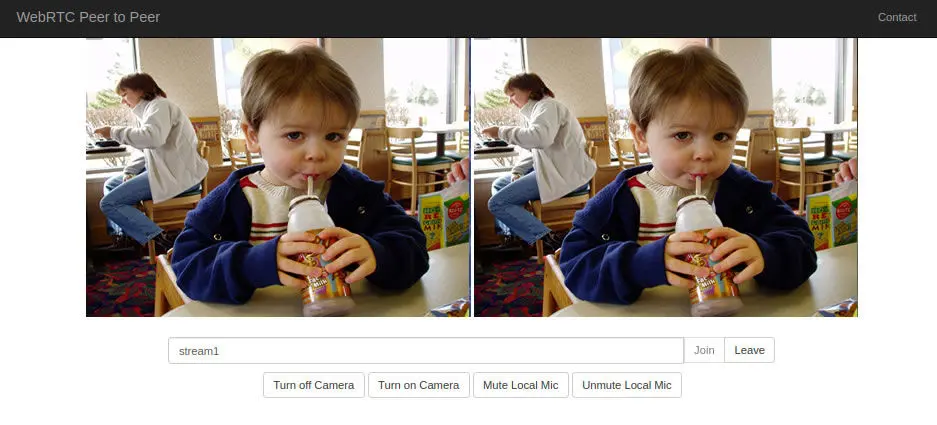 WebRTC Peer to Peer
Contact
stream1
Join
Leave
Turn off Camera
Turn on Camera
Mute Local Mic
Unmute Local Mic